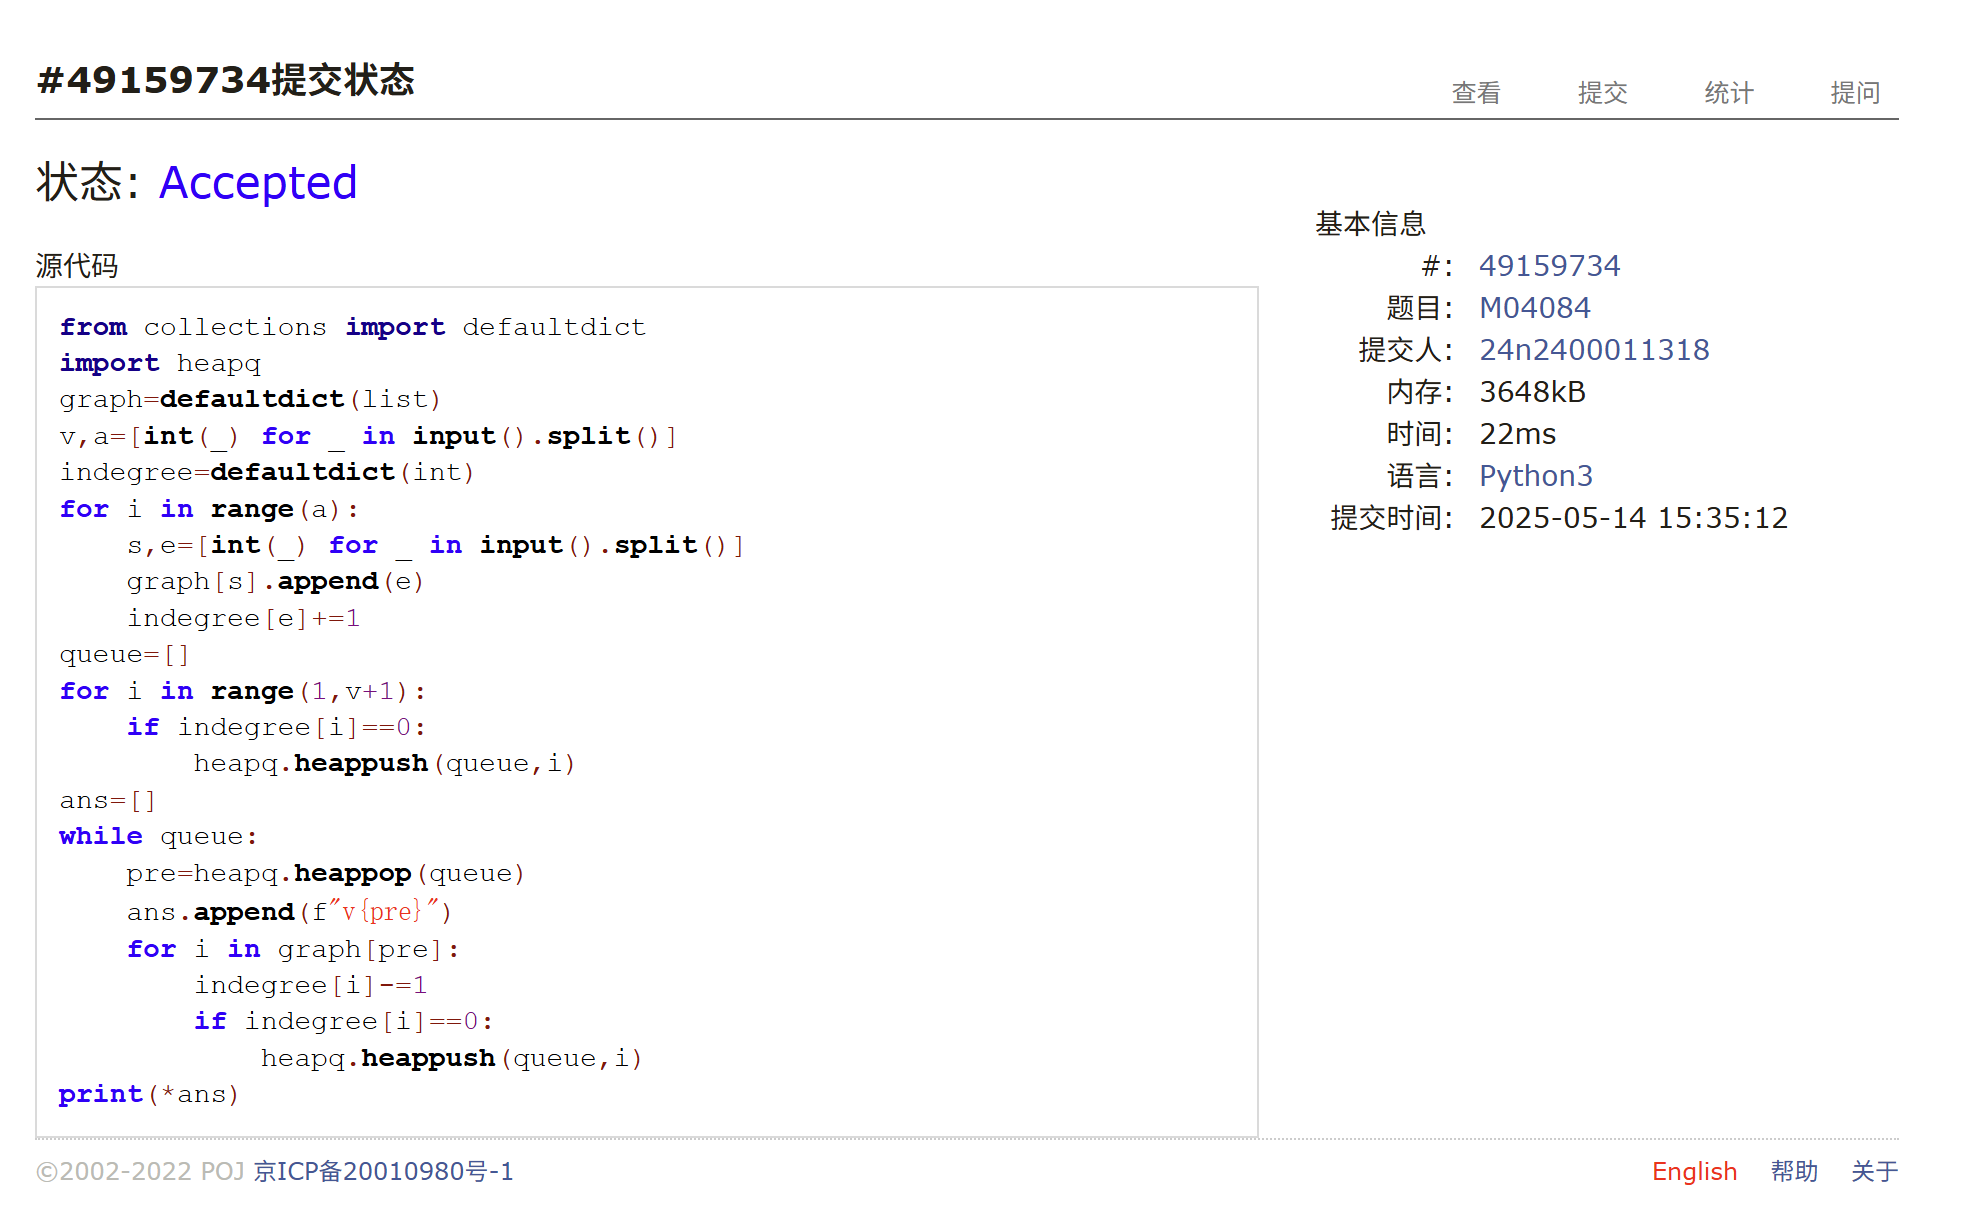 #49159734提交状态
查看 提交 统计 提问
状态: Accepted
源代码
from collections import defaultdict
import heapq
graph=defaultdict(list)
v,a=[int(_) for _ in input().split()]
indegree=defaultdict(int)
for i in range(a):
    s,e=[int(_) for _ in input().split()]
    graph[s].append(e)
    indegree[e]+=1
queue=[]
for i in range(1,v+1):
    if indegree[i]==0:
        heapq.heappush(queue,i)
ans=[]
while queue:
    pre=heapq.heappop(queue)
    ans.append(f"v{pre}")
    for i in graph[pre]:
        indegree[i]-=1
        if indegree[i]==0:
            heapq.heappush(queue,i)
print(*ans)
基本信息
#: 49159734
题目: M04084
提交人: 24n2400011318
内存: 3648kB
时间: 22ms
语言: Python3
提交时间: 2025-05-14 15:35:12
©2002-2022 POJ 京ICP备20010980号-1
English 帮助 关于